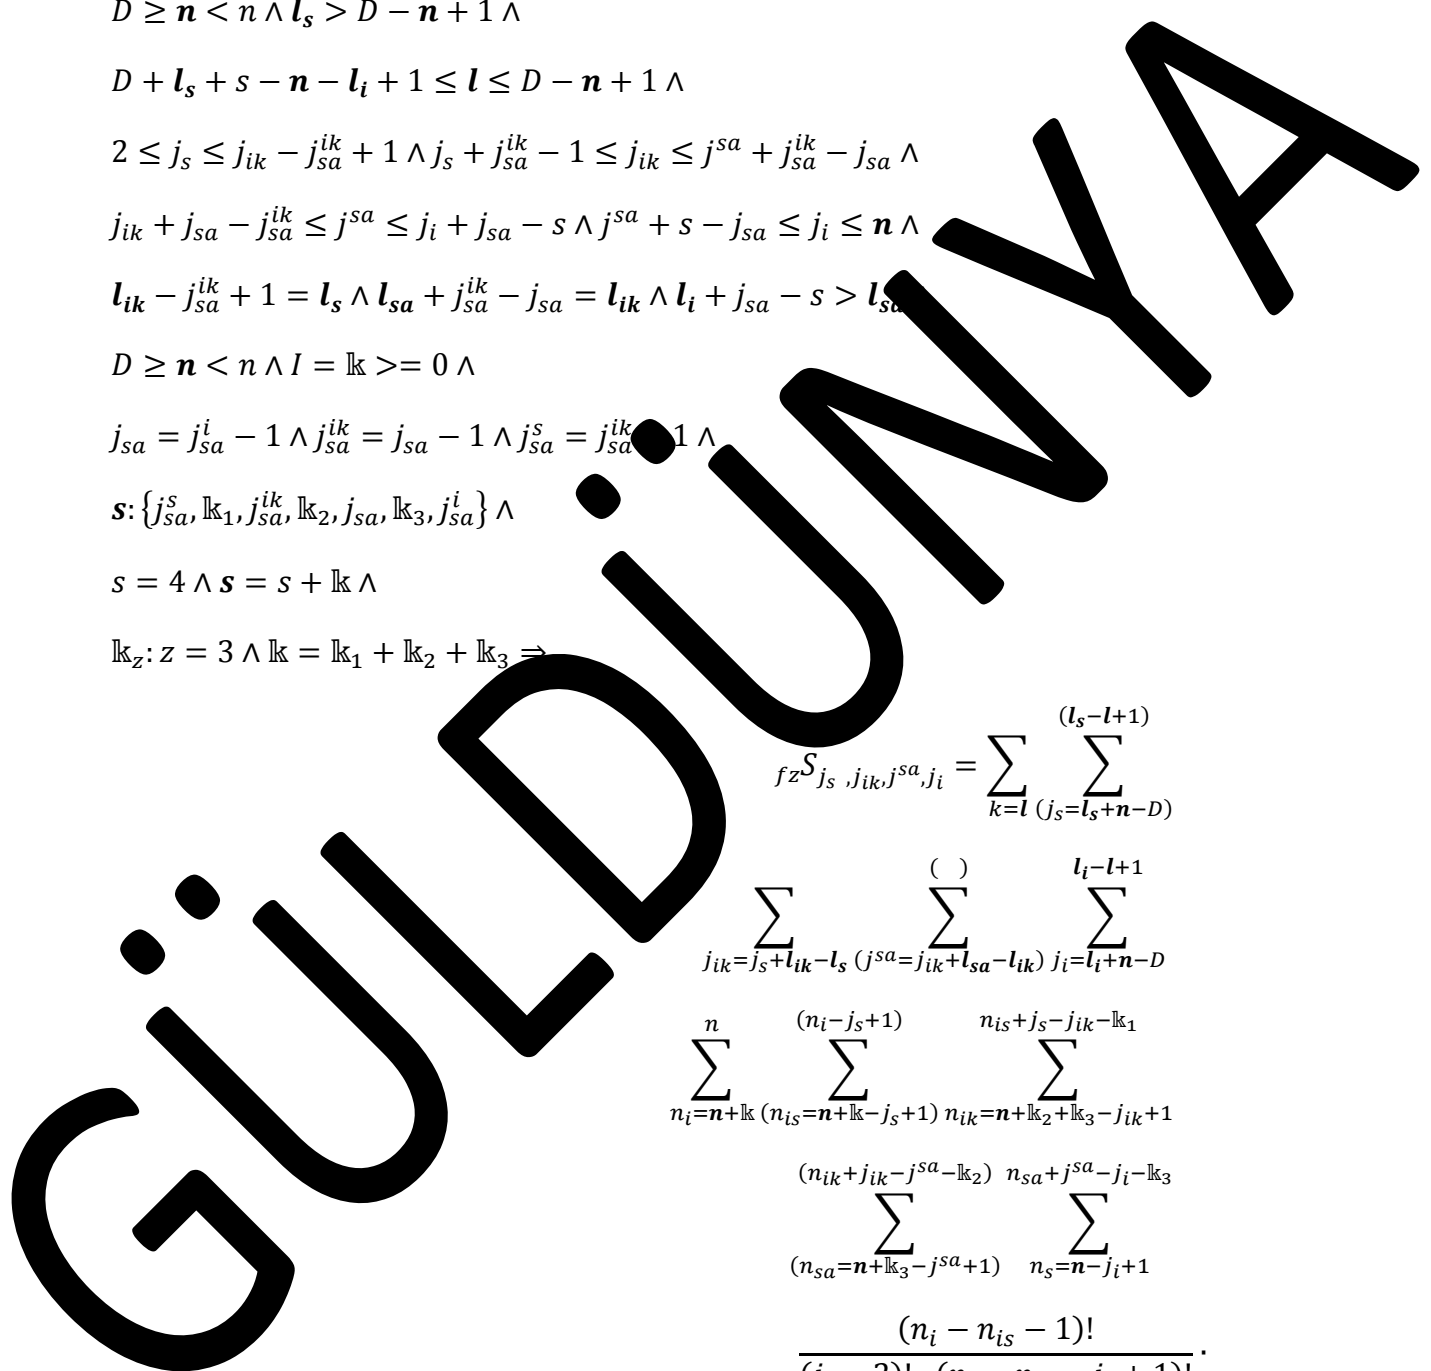 D ≥ 𝒏 < n ∧ 𝒍ₛ > D − 𝒏 + 1 ∧
D + 𝒍ₛ + s − 𝒏 − 𝒍ᵢ + 1 ≤ 𝒍 ≤ D − 𝒏 + 1 ∧
2 ≤ j_s ≤ j_{ik} − j_{sa}^{ik} + 1 ∧ j_s + j_{sa}^{ik} − 1 ≤ j_{ik} ≤ j^{sa} + j_{sa}^{ik} − j_{sa} ∧
j_{ik} + j_{sa} − j_{sa}^{ik} ≤ j^{sa} ≤ j_i + j_{sa} − s ∧ j^{sa} + s − j_{sa} ≤ j_i ≤ 𝒏 ∧
𝒍_{ik} − j_{sa}^{ik} + 1 = 𝒍_s ∧ 𝒍_{sa} + j_{sa}^{ik} − j_{sa} = 𝒍_{ik} ∧ 𝒍_i + j_{sa} − s > 𝒍_{sa}
D ≥ 𝒏 < n ∧ I = 𝕜 >= 0 ∧
j_{sa} = j_{sa}^{i} − 1 ∧ j_{sa}^{ik} = j_{sa} − 1 ∧ j_{sa}^{s} = j_{sa}^{ik} 1 ∧
𝒔: {j_{sa}^{s}, 𝕜_1, j_{sa}^{ik}, 𝕜_2, j_{sa}, 𝕜_3, j_{sa}^{i}} ∧
s = 4 ∧ 𝒔 = s + 𝕜 ∧
𝕜_z: z = 3 ∧ 𝕜 = 𝕜_1 + 𝕜_2 + 𝕜_3 ⇒
_{fz}S_{j_s ,j_{ik},j^{sa},j_i} = ∑_{k=𝒍} ∑_{(j_s=𝒍_s+𝒏−D)}^{(𝒍_s−𝒍+1)}
∑_{j_{ik}=j_s+𝒍_{ik}−𝒍_s} ∑_{(j^{sa}=j_{ik}+𝒍_{sa}−𝒍_{ik})}^{( )} ∑_{j_i=𝒍_i+𝒏−D}^{𝒍_i−𝒍+1}
∑_{n_i=𝒏+𝕜}^{n} ∑_{(n_{is}=𝒏+𝕜−j_s+1)}^{(n_i−j_s+1)} ∑_{n_{ik}=𝒏+𝕜_2+𝕜_3−j_{ik}+1}^{n_{is}+j_s−j_{ik}−𝕜_1}
∑_{(n_{sa}=𝒏+𝕜_3−j^{sa}+1)}^{(n_{ik}+j_{ik}−j^{sa}−𝕜_2)} ∑_{n_s=𝒏−j_i+1}^{n_{sa}+j^{sa}−j_i−𝕜_3}
(n_i − n_{is} − 1)!
GÜLDÜNYA